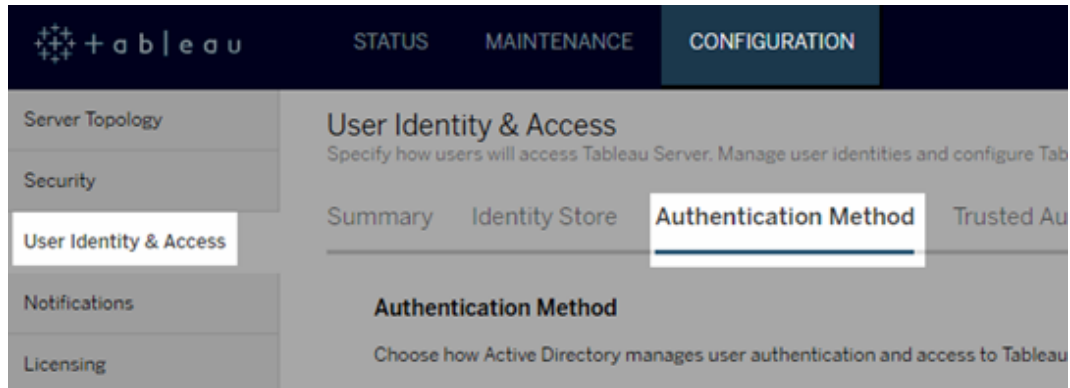 + a b | e a u
STATUS MAINTENANCE CONFIGURATION
Server Topology
Security
User Identity & Access
Notifications
Licensing
User Identity & Access
Specify how users will access Tableau Server. Manage user identities and configure Tab
Summary Identity Store Authentication Method Trusted Au
Authentication Method
Choose how Active Directory manages user authentication and access to Tableau